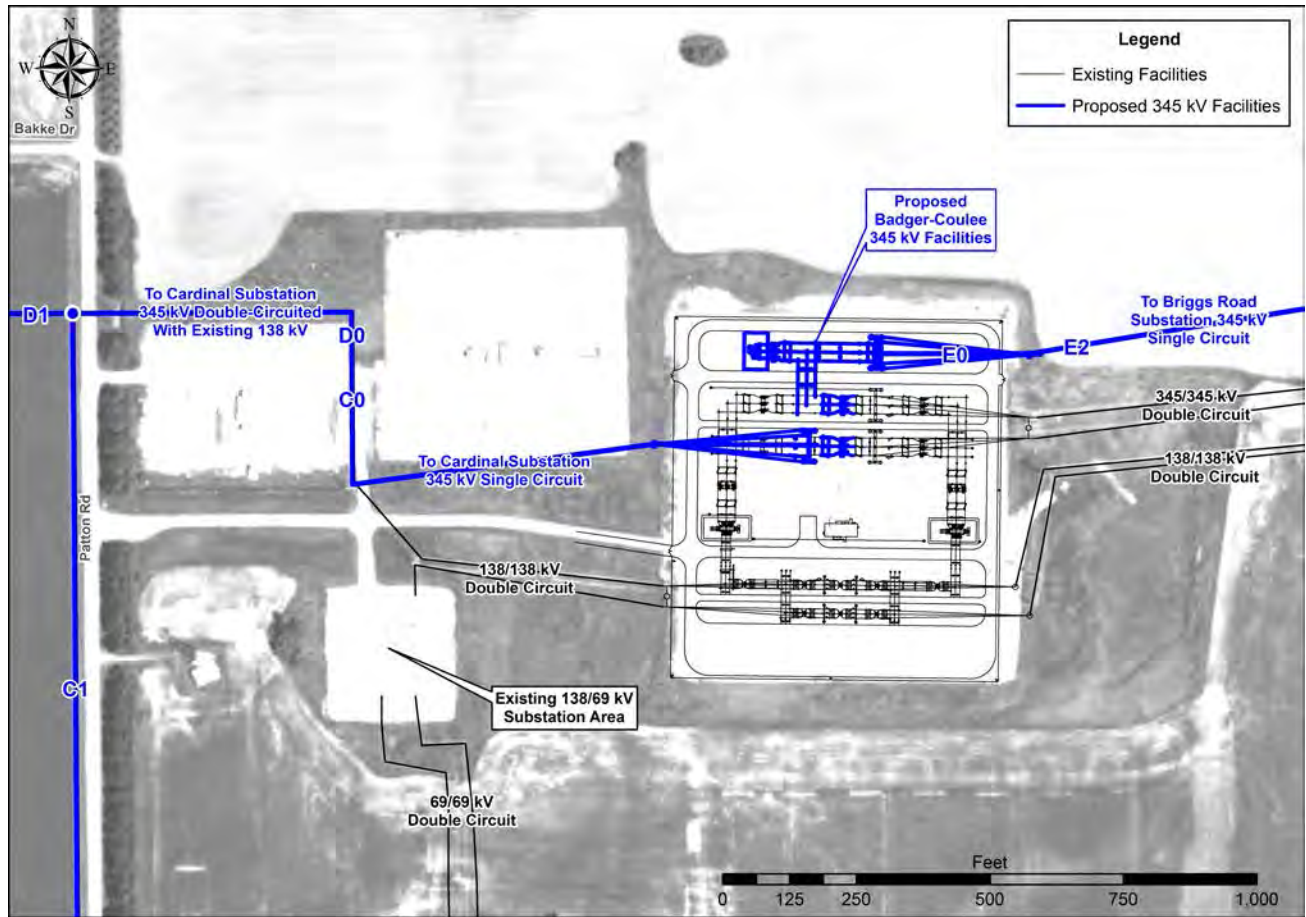 N
W E
S
Bakke Dr
Legend
Existing Facilities
Proposed 345 kV Facilities
Proposed
Badger-Coulee
345 kV Facilities
D1
To Cardinal Substation
345 kV Double-Circuited
With Existing 138 kV
D0
C0
To Briggs Road
Substation 345 kV
Single Circuit
E0
E2
345/345 kV
Double Circuit
To Cardinal Substation
345 kV Single Circuit
138/138 kV
Double Circuit
Patton Rd
138/138 kV
Double Circuit
C1
Existing 138/69 kV
Substation Area
69/69 kV
Double Circuit
Feet
0 125 250 500 750 1,000